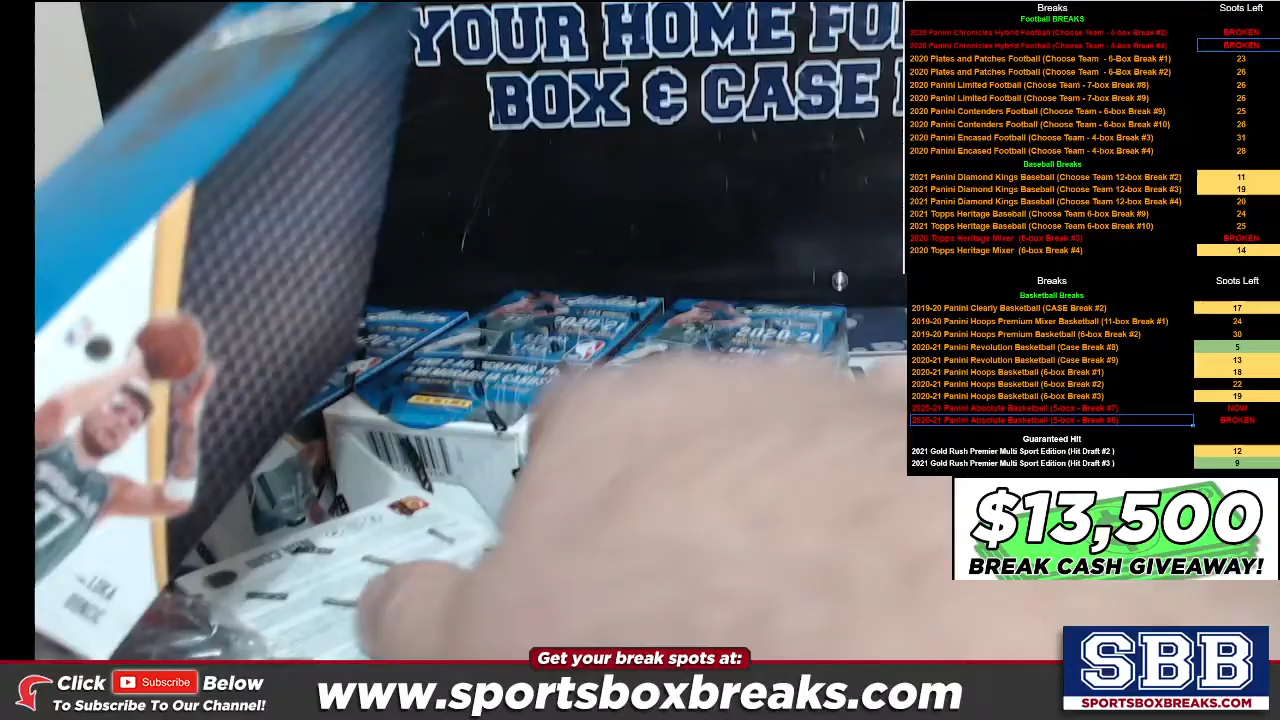 YOUR HOME FO
BOX & CASE
Breaks Spots Left
Football BREAKS
2020 Panini Chronicles Hybrid Football BROKEN
BROKEN
2020 Plates and Patches Football (Choose Team - 6-Box Break #1) 23
2020 Plates and Patches Football (Choose Team - 6-Box Break #2) 26
2020 Panini Limited Football (Choose Team - 7-box Break #8) 26
2020 Panini Limited Football (Choose Team - 7-box Break #9) 26
2020 Panini Contenders Football (Choose Team - 6-box Break #9) 25
2020 Panini Contenders Football (Choose Team - 6-box Break #10) 26
2020 Panini Encased Football (Choose Team - 4-box Break #3) 31
2020 Panini Encased Football (Choose Team - 4-box Break #4) 28
Baseball Breaks
2021 Panini Diamond Kings Baseball (Choose Team 12-box Break #2) 11
2021 Panini Diamond Kings Baseball (Choose Team 12-box Break #3) 19
2021 Panini Diamond Kings Baseball (Choose Team 12-box Break #4) 20
2021 Topps Heritage Baseball (Choose Team 6-box Break #9) 24
2021 Topps Heritage Baseball (Choose Team 6-box Break #10) 25
2020 Topps Heritage Mixer (6-box Break #3) BROKEN
2020 Topps Heritage Mixer (6-box Break #4) 14
Breaks Spots Left
Basketball Breaks
2019-20 Panini Clearly Basketball (CASE Break #2) 17
2019-20 Panini Hoops Premium Mixer Basketball (11-box Break #1) 24
2019-20 Panini Hoops Premium Basketball (6-box Break #2) 30
2020-21 Panini Revolution Basketball (Case Break #8) 5
2020-21 Panini Revolution Basketball (Case Break #9) 13
2020-21 Panini Hoops Basketball (6-box Break #1) 18
2020-21 Panini Hoops Basketball (6-box Break #2) 22
2020-21 Panini Hoops Basketball (6-box Break #3) 19
2020-21 Panini Absolute Basketball (5-box - Break #7) NOW
2020-21 Panini Absolute Basketball (5-box - Break #6) BROKEN
Guaranteed Hit
2021 Gold Rush Premier Multi Sport Edition (Hit Draft #2 ) 12
2021 Gold Rush Premier Multi Sport Edition (Hit Draft #3 ) 9
2020-21
2020-21
LUKA
$13,500
BREAK CASH GIVEAWAY!
Get your break spots at:
Click Subscribe Below
To Subscribe To Our Channel!
www.sportsboxbreaks.com
SBB
SPORTSBOXBREAKS.COM